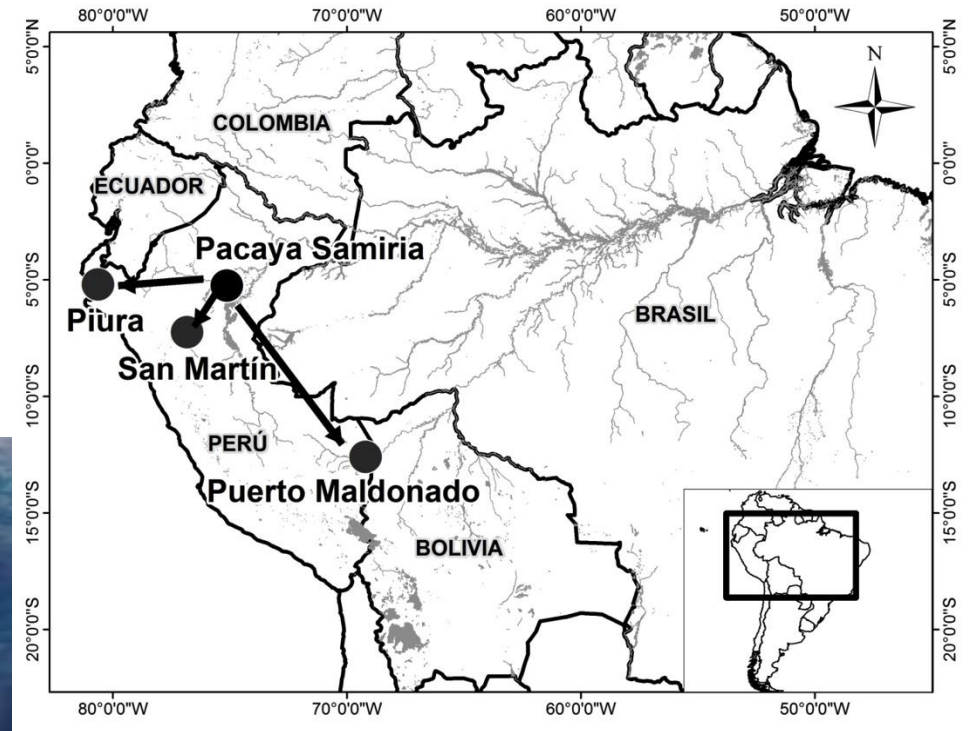 80°0'0"W 70°0'0"W 60°0'0"W 50°0'0"W
5°0'0"N 5°0'0"N
N
COLOMBIA
0°0'0" 0°0'0"
ECUADOR
Pacaya Samiria
5°0'0"S 5°0'0"S
Piura
BRASIL
San Martín
10°0'0"S 10°0'0"S
PERÚ
Puerto Maldonado
15°0'0"S 15°0'0"S
BOLIVIA
20°0'0"S 20°0'0"S
80°0'0"W 70°0'0"W 60°0'0"W 50°0'0"W